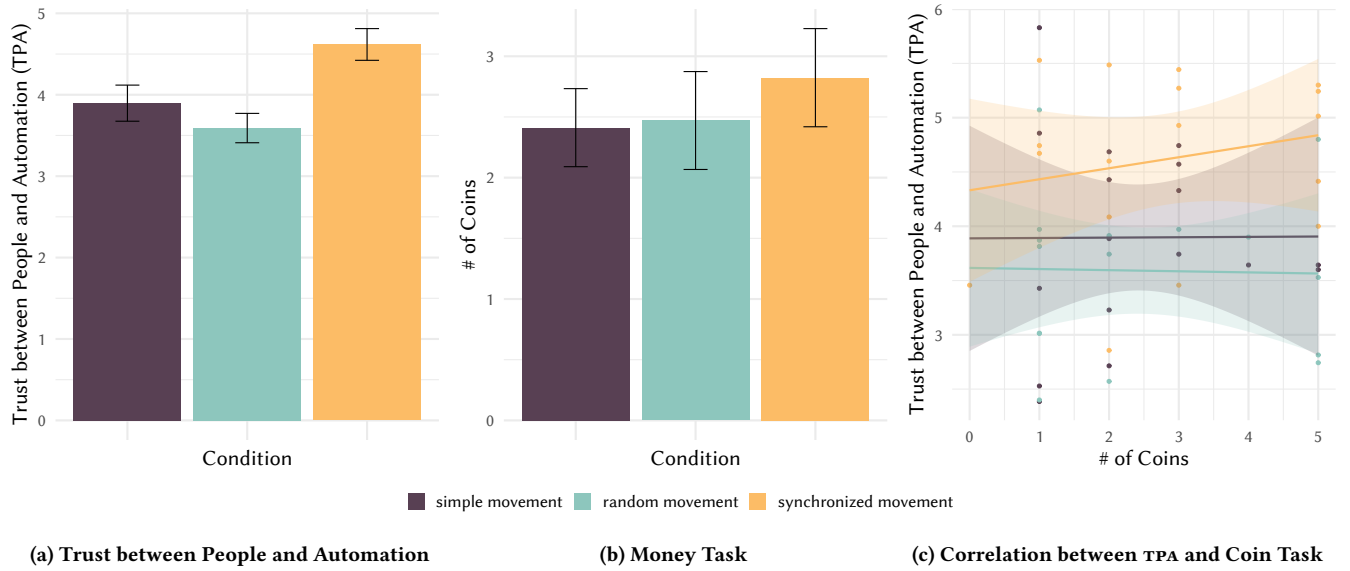 Trust between People and Automation (TPA)
5
4
3
2
1
0
Condition
# of Coins
3
2
1
0
Condition
Trust between People and Automation (TPA)
6
5
4
3
0 1 2 3 4 5
# of Coins
simple movement random movement synchronized movement
(a) Trust between People and Automation
(b) Money Task
(c) Correlation between TPA and Coin Task